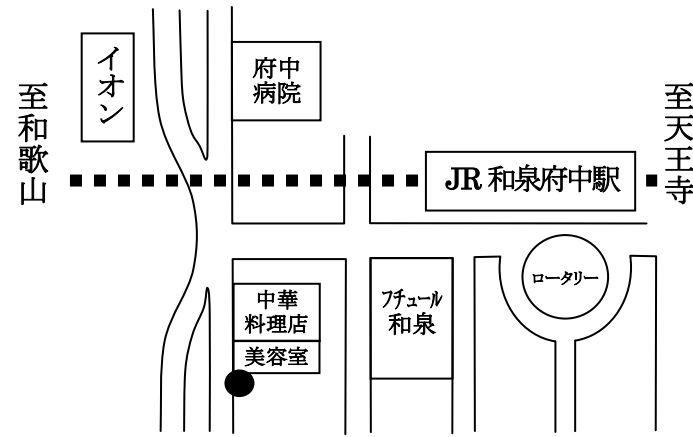 イオン
府中
病院
至和歌山
至天王寺
JR 和泉府中駅
ロータリー
中華
料理店
フチュール
和泉
美容室